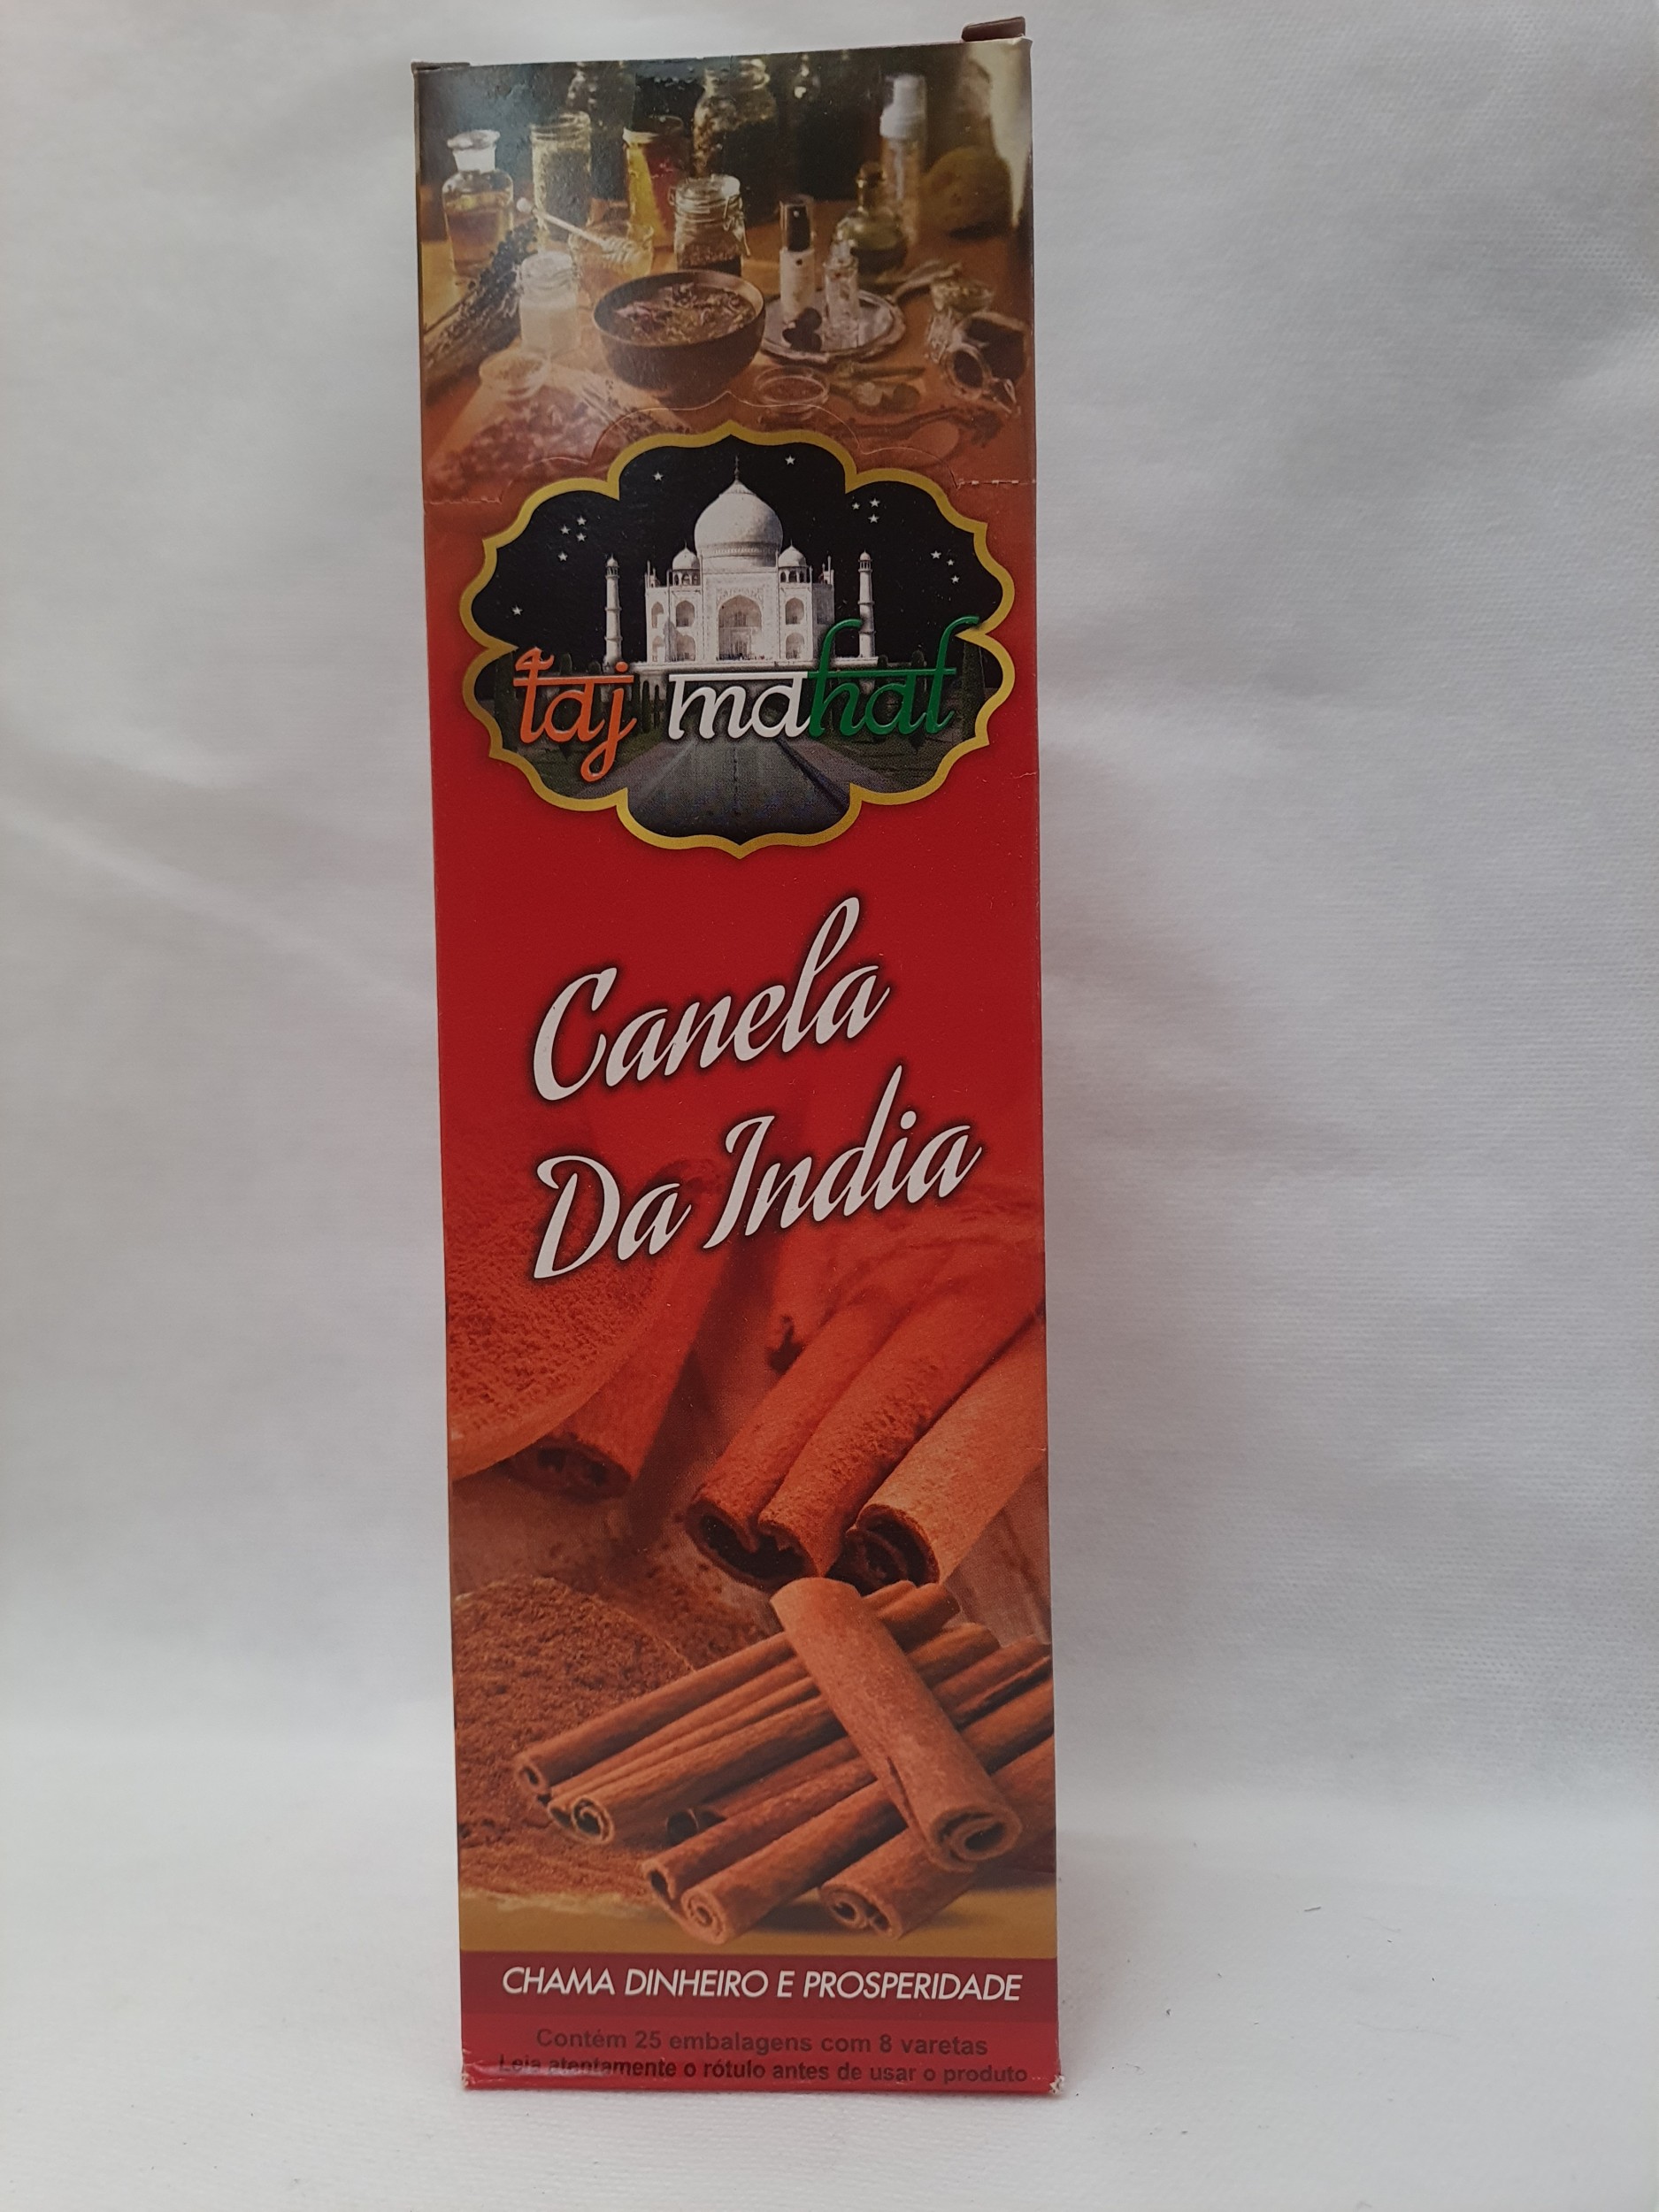 taj mahal
Canela
Da India
CHAMA DINHEIRO E PROSPERIDADE
Contém 25 embalagens com 8 varetas
Leia atentamente o rótulo antes de usar o produto